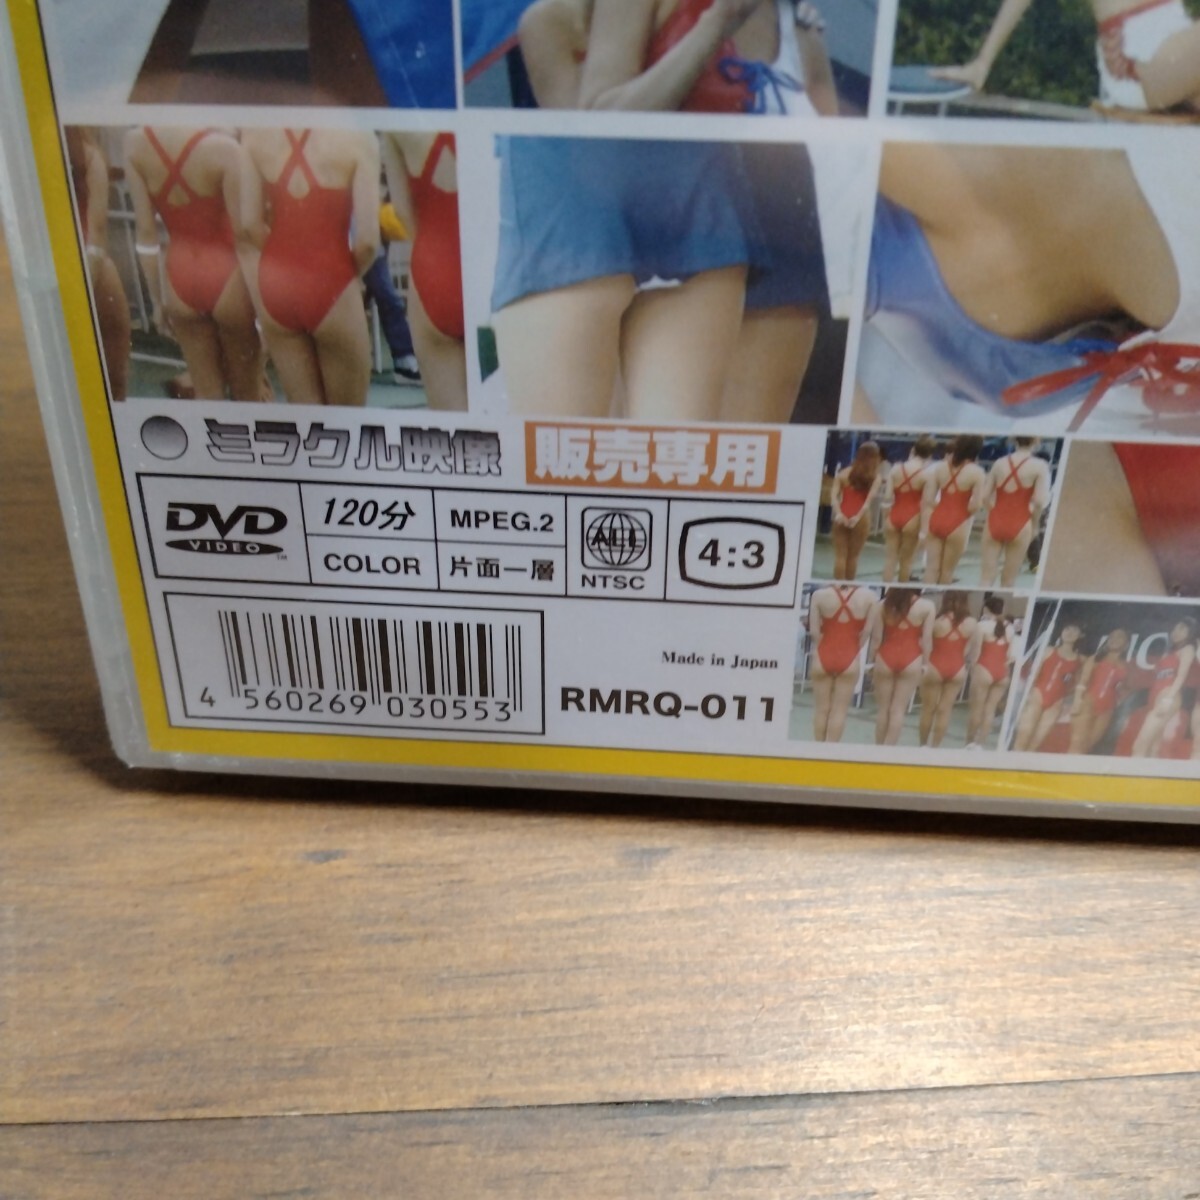 ミラクル映像 販売専用
DVD VIDEO TM
120分
MPEG.2
COLOR
片面一層
ALL
NTSC
4:3
4 560269 030553
Made in Japan
RMRQ-011